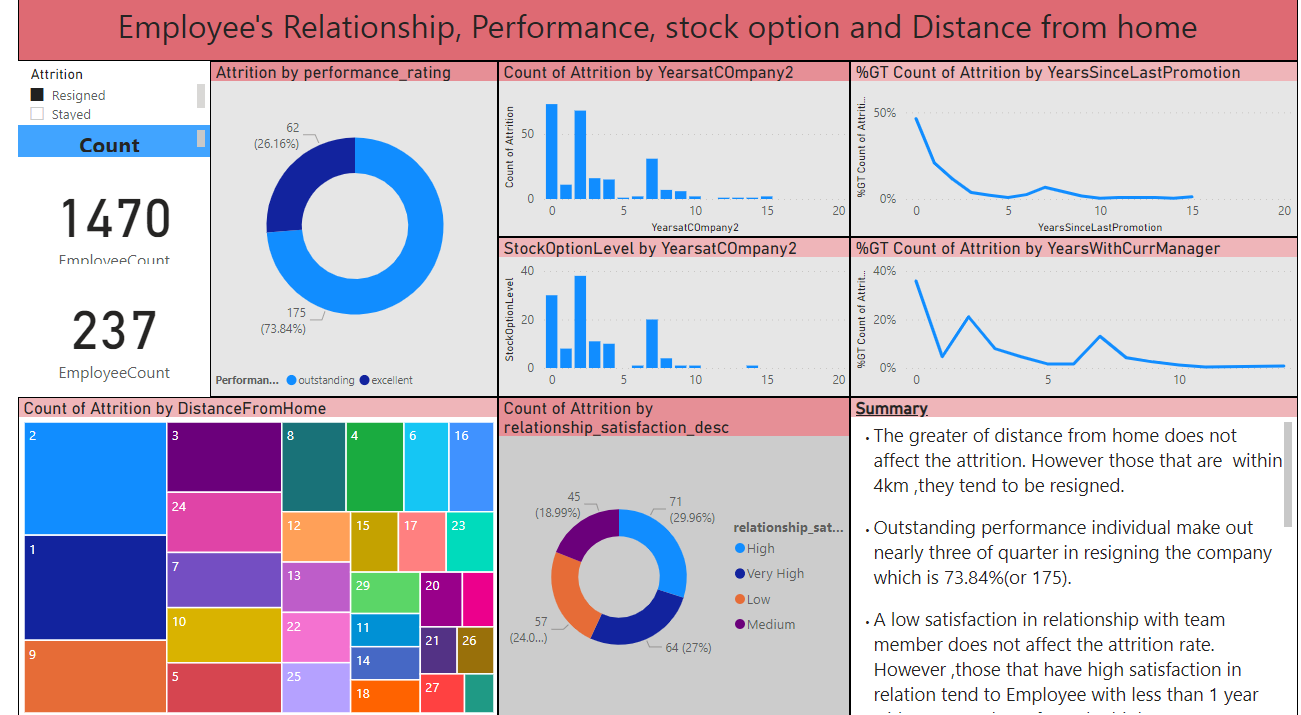 Employee's Relationship, Performance, stock option and Distance from home
Attrition
Resigned
Stayed
Count
1470
EmployeeCount
237
EmployeeCount
Attrition by performance_rating
62
(26.16%)
175
(73.84%)
Performan... outstanding excellent
Count of Attrition by YearsatCOmpany2
Count of Attrition
50
0
0 5 10 15 20
YearsatCOmpany2
StockOptionLevel by YearsatCOmpany2
StockOptionLevel
40
20
0
0 5 10 15 20
%GT Count of Attrition by YearsSinceLastPromotion
%GT Count of Attriti...
50%
0%
0 5 10 15 20
YearsSinceLastPromotion
%GT Count of Attrition by YearsWithCurrManager
%GT Count of Attrit...
40%
20%
0%
0 5 10
Count of Attrition by DistanceFromHome
2
1
9
3
24
7
10
5
8
4
6
16
12
15
17
23
13
22
25
29
11
14
18
20
21
26
27
Count of Attrition by
relationship_satisfaction_desc
45
(18.99%)
71
(29.96%)
57
(24.0...)
64 (27%)
relationship_sat...
High
Very High
Low
Medium
Summary
• The greater of distance from home does not
affect the attrition. However those that are within
4km ,they tend to be resigned.
• Outstanding performance individual make out
nearly three of quarter in resigning the company
which is 73.84%(or 175).
• A low satisfaction in relationship with team
member does not affect the attrition rate.
However ,those that have high satisfaction in
relation tend to Employee with less than 1 year